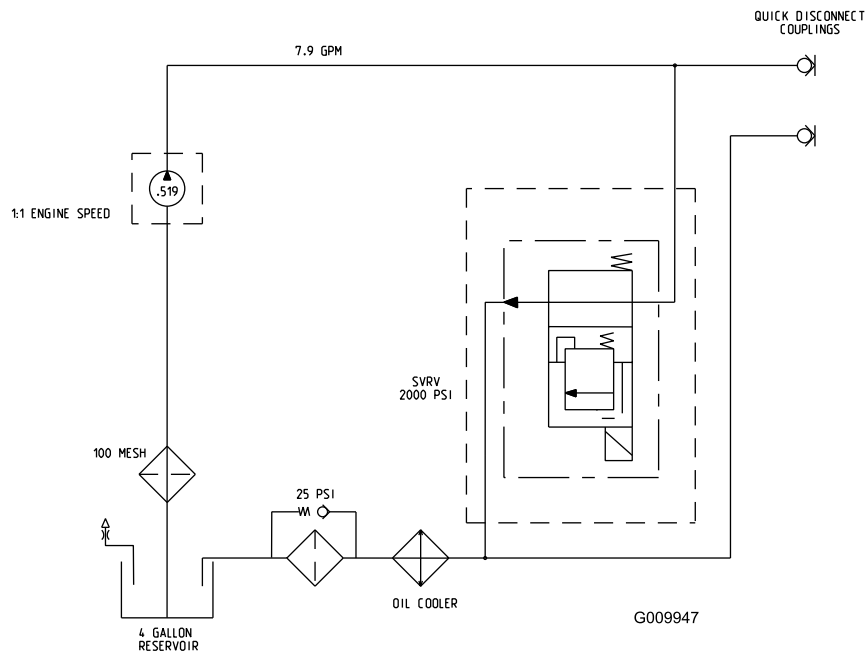 QUICK DISCONNECT
COUPLINGS
7.9 GPM
.519
1:1 ENGINE SPEED
SVRV
2000 PSI
100 MESH
25 PSI
OIL COOLER
4 GALLON
RESERVOIR
G009947